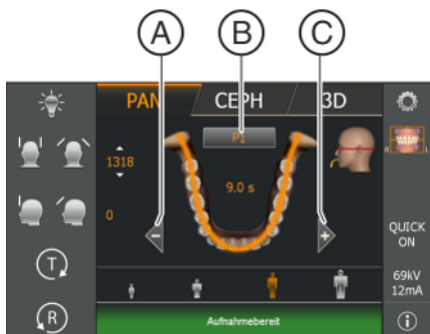 A B C
PAN CEPH 3D
P1
1318
9.0 s
R L
0
QUICK
ON
T
69kV
12mA
R
Aufnahmebereit
i